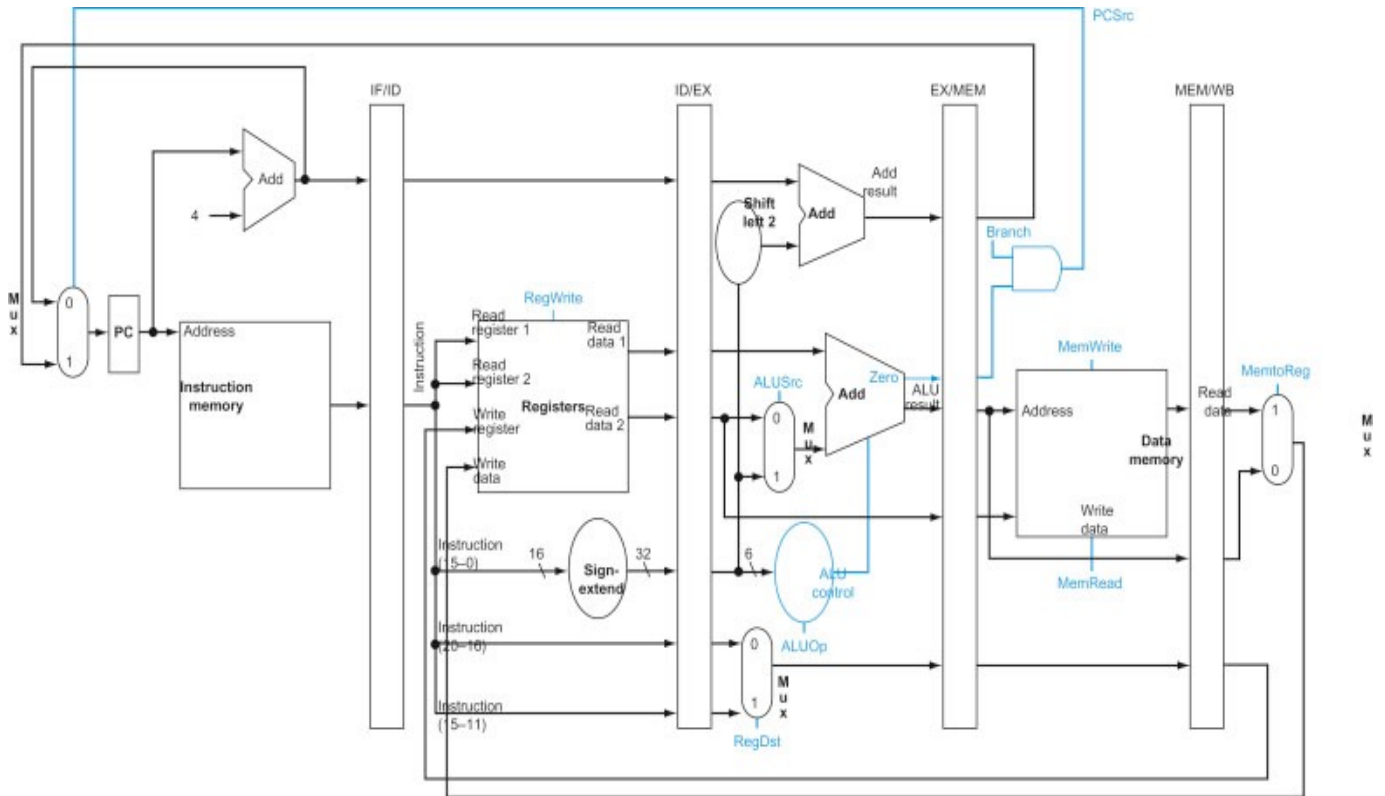 PCSrc
IF/ID
ID/EX
EX/MEM
MEM/WB
Add
4
Shift
left 2
Add
Add
result
Branch
M
u
x
0
1
PC
Address
Instruction
memory
Instruction
RegWrite
Read
register 1
Read
register 2
Write
register
Write
data
Registers
Read
data 1
Read
data 2
ALUSrc
0
1
M
u
x
Zero
Add
ALU
result
MemWrite
Address
Read
data
Data
memory
Write
data
MemRead
MemtoReg
1
0
M
u
x
Instruction
(15–0)
16
Sign-
extend
32
6
ALU
control
ALUOp
Instruction
(20–16)
Instruction
(15–11)
0
1
M
u
x
RegDst